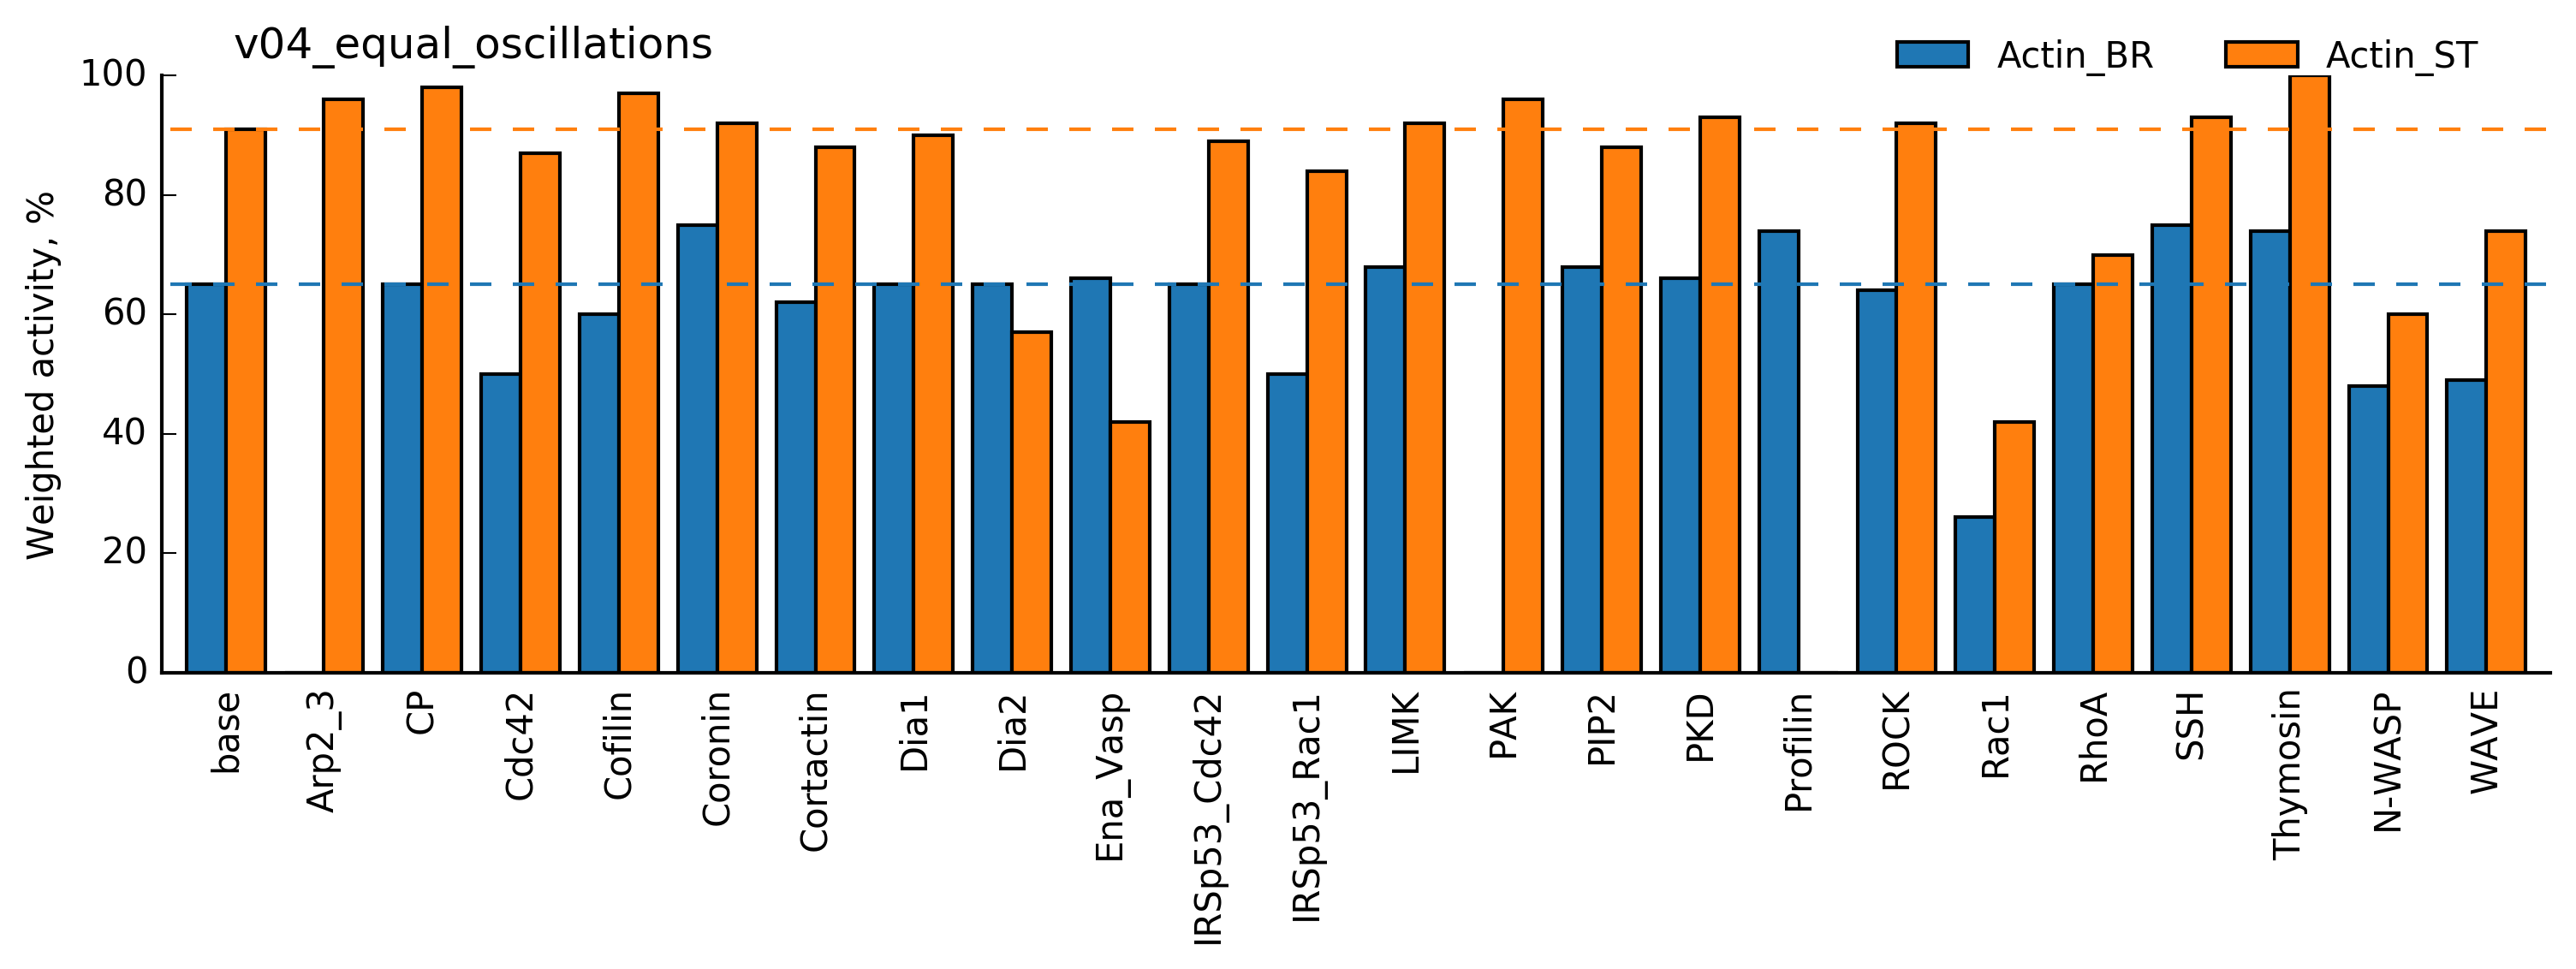 v04_equal_oscillations
Actin_BR
Actin_ST
Weighted activity, %
100
80
60
40
20
0
base
Arp2_3
CP
Cdc42
Cofilin
Coronin
Cortactin
Dia1
Dia2
Ena_Vasp
IRSp53_Cdc42
IRSp53_Rac1
LIMK
PAK
PIP2
PKD
Profilin
ROCK
Rac1
RhoA
SSH
Thymosin
N-WASP
WAVE